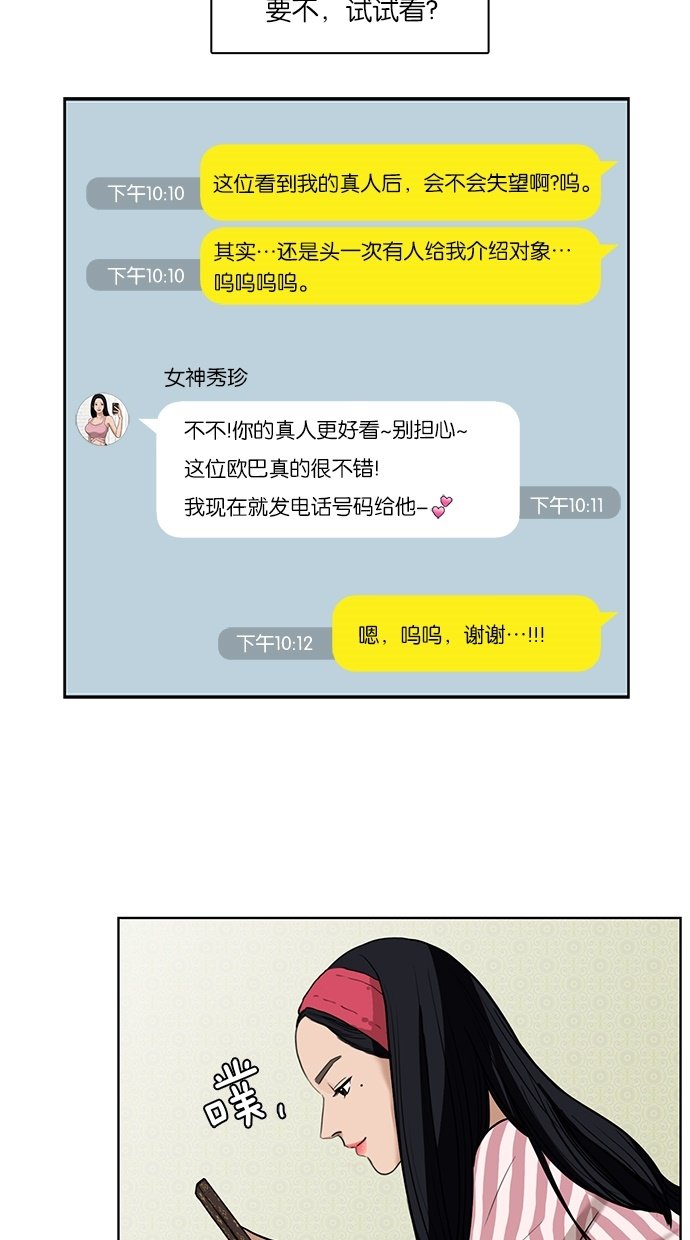 要不，试试看?
下午10:10
这位看到我的真人后，会不会失望啊?呜。
下午10:10
其实…还是头一次有人给我介绍对象…
呜呜呜呜。
女神秀珍
不不!你的真人更好看~别担心~
这位欧巴真的很不错!
我现在就发电话号码给他-💕
下午10:11
下午10:12
嗯，呜呜，谢谢…!!!
噗，